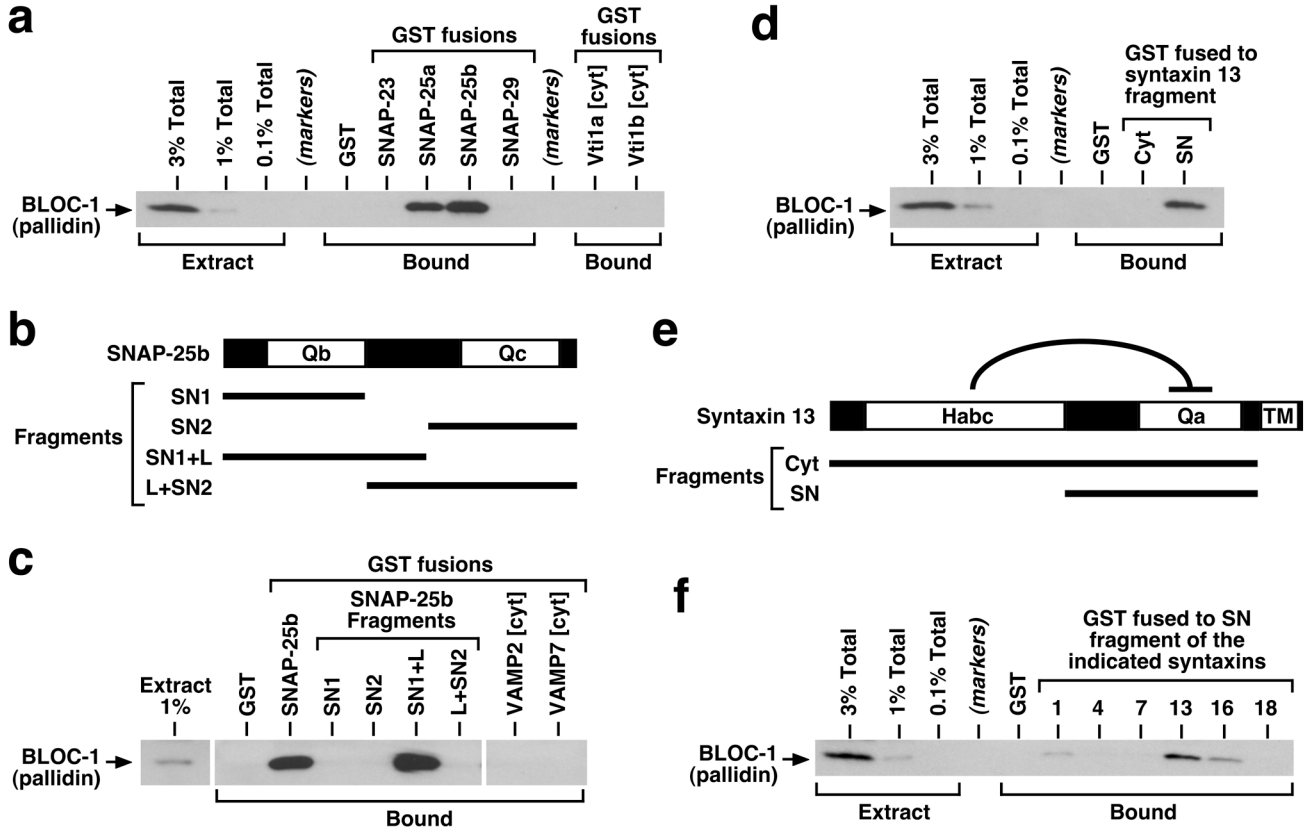 a
GST fusions
GST
fusions
3% Total
1% Total
0.1% Total
(markers)
GST
SNAP-23
SNAP-25a
SNAP-25b
SNAP-29
(markers)
Vti1a [cyt]
Vti1b [cyt]
BLOC-1
(pallidin)
Extract
Bound
Bound
b
SNAP-25b
Qb
Qc
Fragments
SN1
SN2
SN1+L
L+SN2
c
GST fusions
SNAP-25b
Fragments
Extract
1%
GST
SNAP-25b
SN1
SN2
SN1+L
L+SN2
VAMP2 [cyt]
VAMP7 [cyt]
BLOC-1
(pallidin)
Bound
d
GST fused to
syntaxin 13
fragment
3% Total
1% Total
0.1% Total
(markers)
GST
Cyt
SN
BLOC-1
(pallidin)
Extract
Bound
e
Syntaxin 13
Habc
Qa
TM
Fragments
Cyt
SN
f
GST fused to SN
fragment of the
indicated syntaxins
3% Total
1% Total
0.1% Total
(markers)
GST
1
4
7
13
16
18
BLOC-1
(pallidin)
Extract
Bound